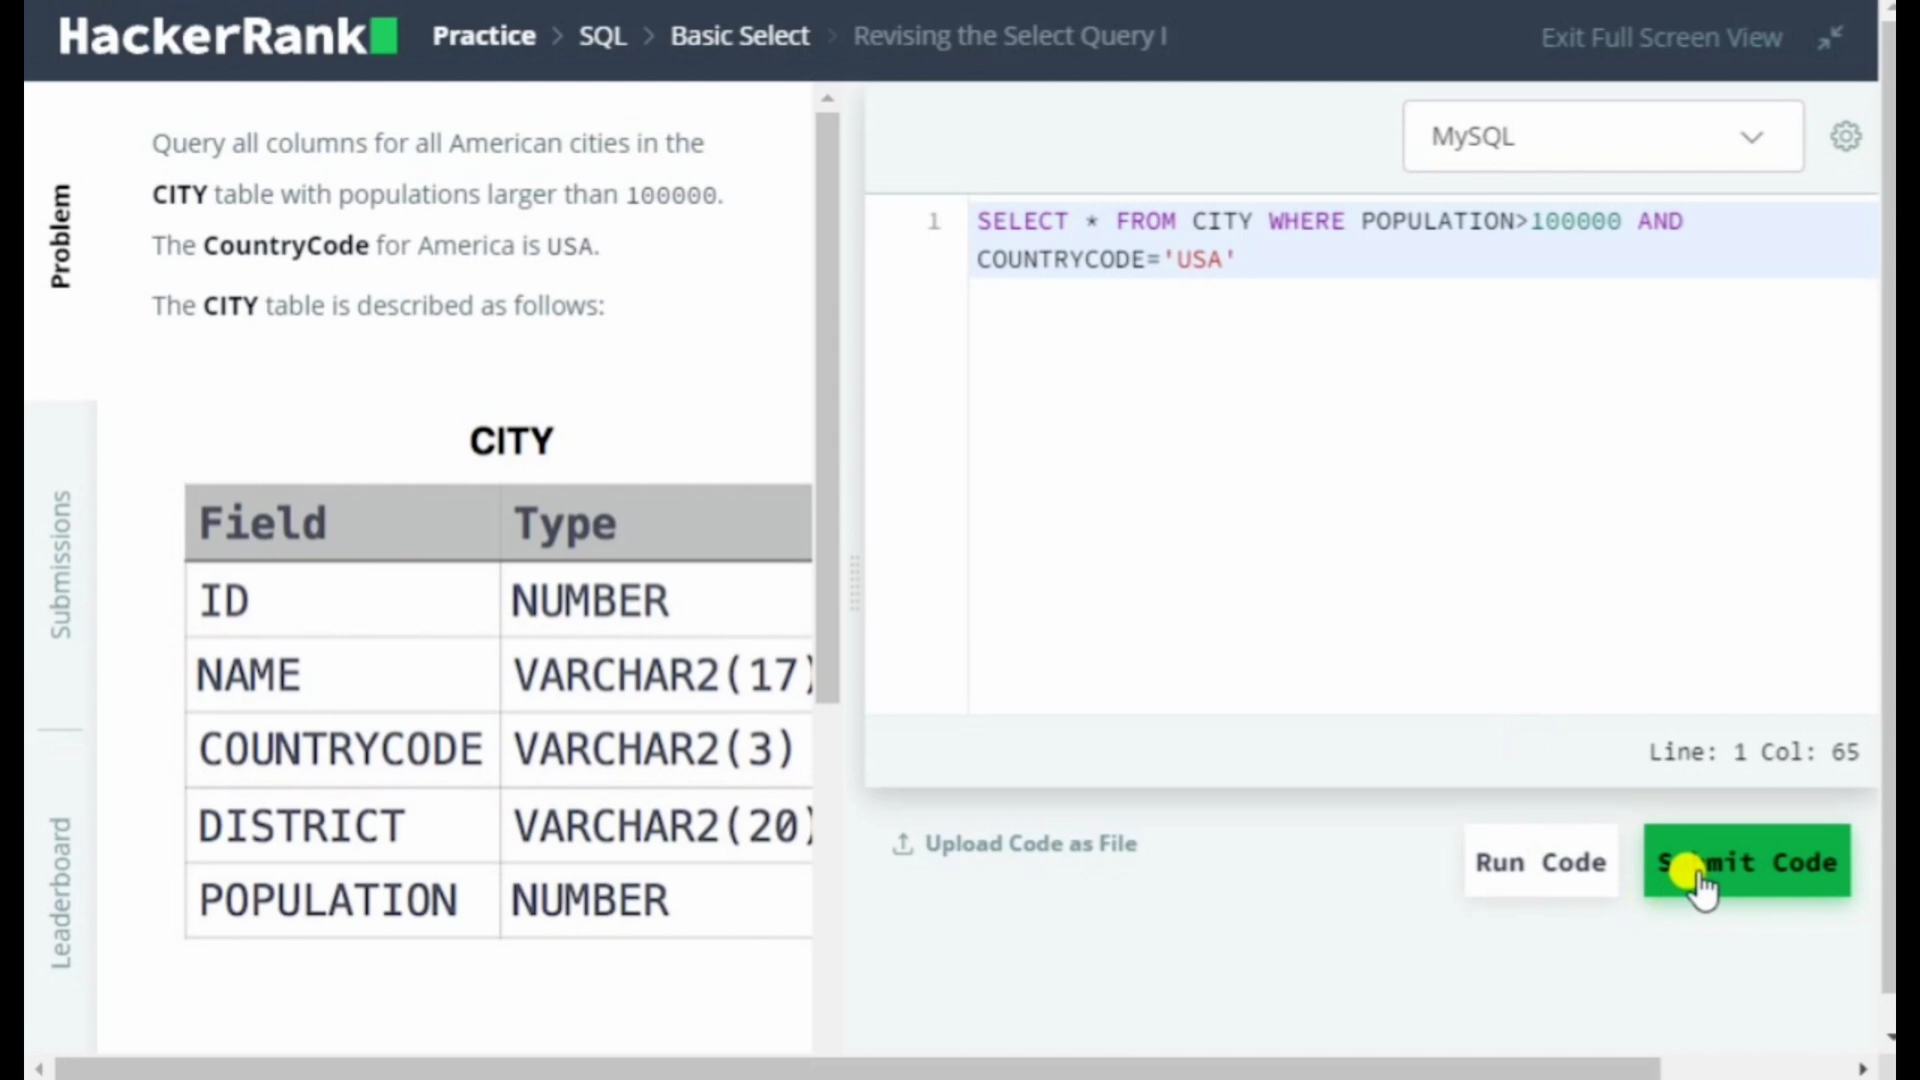 HackerRank
Practice > SQL > Basic Select > Revising the Select Query I
Exit Full Screen View
Problem
Submissions
Leaderboard
Query all columns for all American cities in the
CITY table with populations larger than 100000.
The CountryCode for America is USA.
The CITY table is described as follows:
CITY
Field Type
ID NUMBER
NAME VARCHAR2(17)
COUNTRYCODE VARCHAR2(3)
DISTRICT VARCHAR2(20)
POPULATION NUMBER
MySQL
1 SELECT * FROM CITY WHERE POPULATION>100000 AND
COUNTRYCODE='USA'
Line: 1 Col: 65
Upload Code as File
Run Code
Submit Code